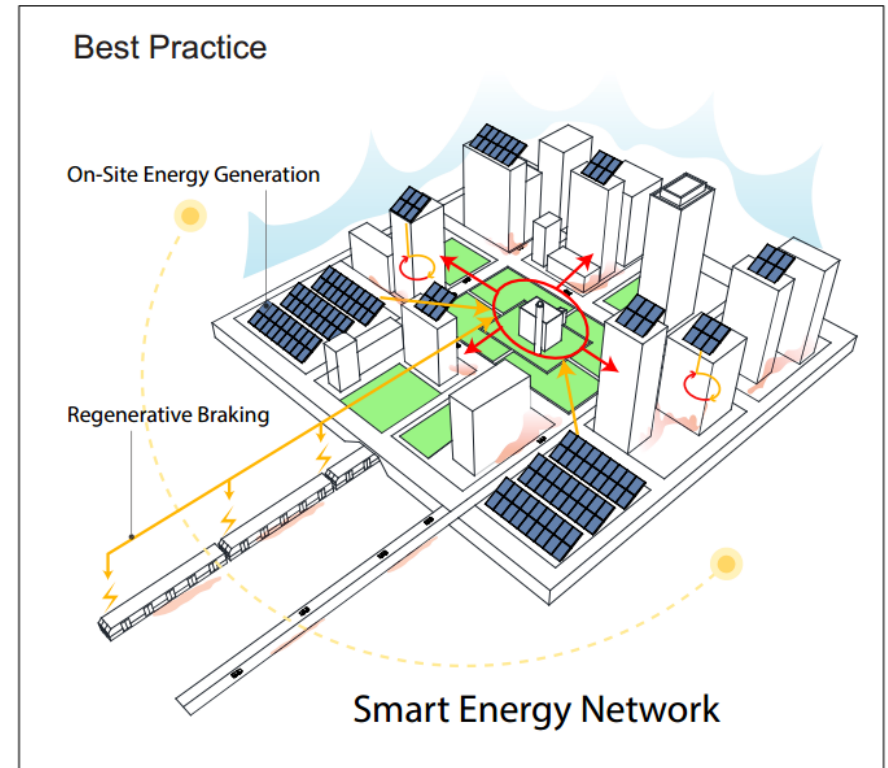 Best Practice
On-Site Energy Generation
Regenerative Braking
Smart Energy Network